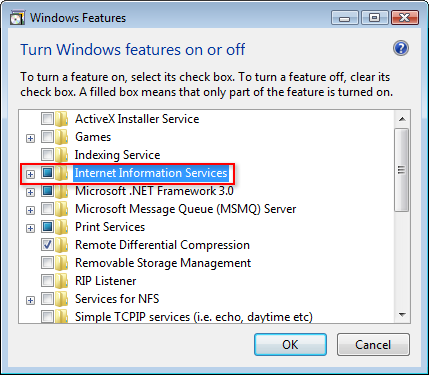 Windows Features
Turn Windows features on or off
To turn a feature on, select its check box. To turn a feature off, clear its
check box. A filled box means that only part of the feature is turned on.
ActiveX Installer Service
Games
Indexing Service
Internet Information Services
Microsoft .NET Framework 3.0
Microsoft Message Queue (MSMQ) Server
Print Services
Remote Differential Compression
Removable Storage Management
RIP Listener
Services for NFS
Simple TCPIP services (i.e. echo, daytime etc)
OK
Cancel